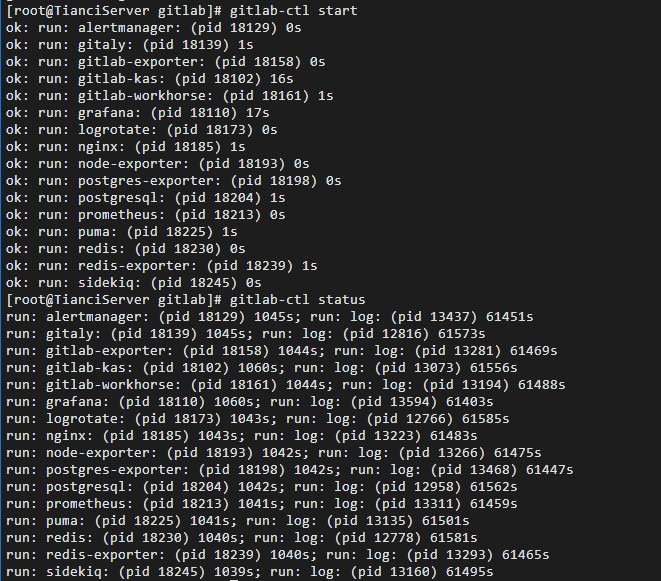 [root@TianciServer gitlab]# gitlab-ctl start
ok: run: alertmanager: (pid 18129) 0s
ok: run: gitaly: (pid 18139) 1s
ok: run: gitlab-exporter: (pid 18158) 0s
ok: run: gitlab-kas: (pid 18102) 16s
ok: run: gitlab-workhorse: (pid 18161) 1s
ok: run: grafana: (pid 18110) 17s
ok: run: logrotate: (pid 18173) 0s
ok: run: nginx: (pid 18185) 1s
ok: run: node-exporter: (pid 18193) 0s
ok: run: postgres-exporter: (pid 18198) 0s
ok: run: postgresql: (pid 18204) 1s
ok: run: prometheus: (pid 18213) 0s
ok: run: puma: (pid 18225) 1s
ok: run: redis: (pid 18230) 0s
ok: run: redis-exporter: (pid 18239) 1s
ok: run: sidekiq: (pid 18245) 0s
[root@TianciServer gitlab]# gitlab-ctl status
run: alertmanager: (pid 18129) 1045s; run: log: (pid 13437) 61451s
run: gitaly: (pid 18139) 1045s; run: log: (pid 12816) 61573s
run: gitlab-exporter: (pid 18158) 1044s; run: log: (pid 13281) 61469s
run: gitlab-kas: (pid 18102) 1060s; run: log: (pid 13073) 61556s
run: gitlab-workhorse: (pid 18161) 1044s; run: log: (pid 13194) 61488s
run: grafana: (pid 18110) 1060s; run: log: (pid 13594) 61403s
run: logrotate: (pid 18173) 1043s; run: log: (pid 12766) 61585s
run: nginx: (pid 18185) 1043s; run: log: (pid 13223) 61483s
run: node-exporter: (pid 18193) 1042s; run: log: (pid 13266) 61475s
run: postgres-exporter: (pid 18198) 1042s; run: log: (pid 13468) 61447s
run: postgresql: (pid 18204) 1042s; run: log: (pid 12958) 61562s
run: prometheus: (pid 18213) 1041s; run: log: (pid 13311) 61459s
run: puma: (pid 18225) 1041s; run: log: (pid 13135) 61501s
run: redis: (pid 18230) 1040s; run: log: (pid 12778) 61581s
run: redis-exporter: (pid 18239) 1040s; run: log: (pid 13293) 61465s
run: sidekiq: (pid 18245) 1039s; run: log: (pid 13160) 61495s